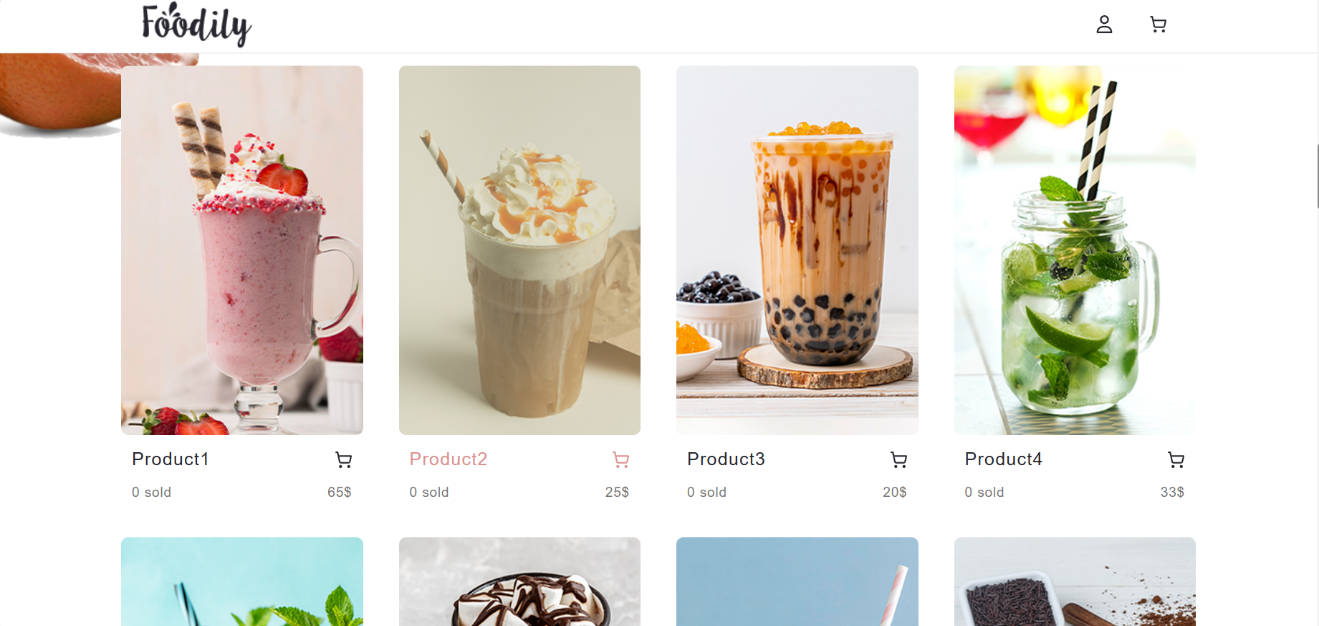 Foodily
Product1
Product2
Product3
Product4
0 sold 65$
0 sold 25$
0 sold 20$
0 sold 33$